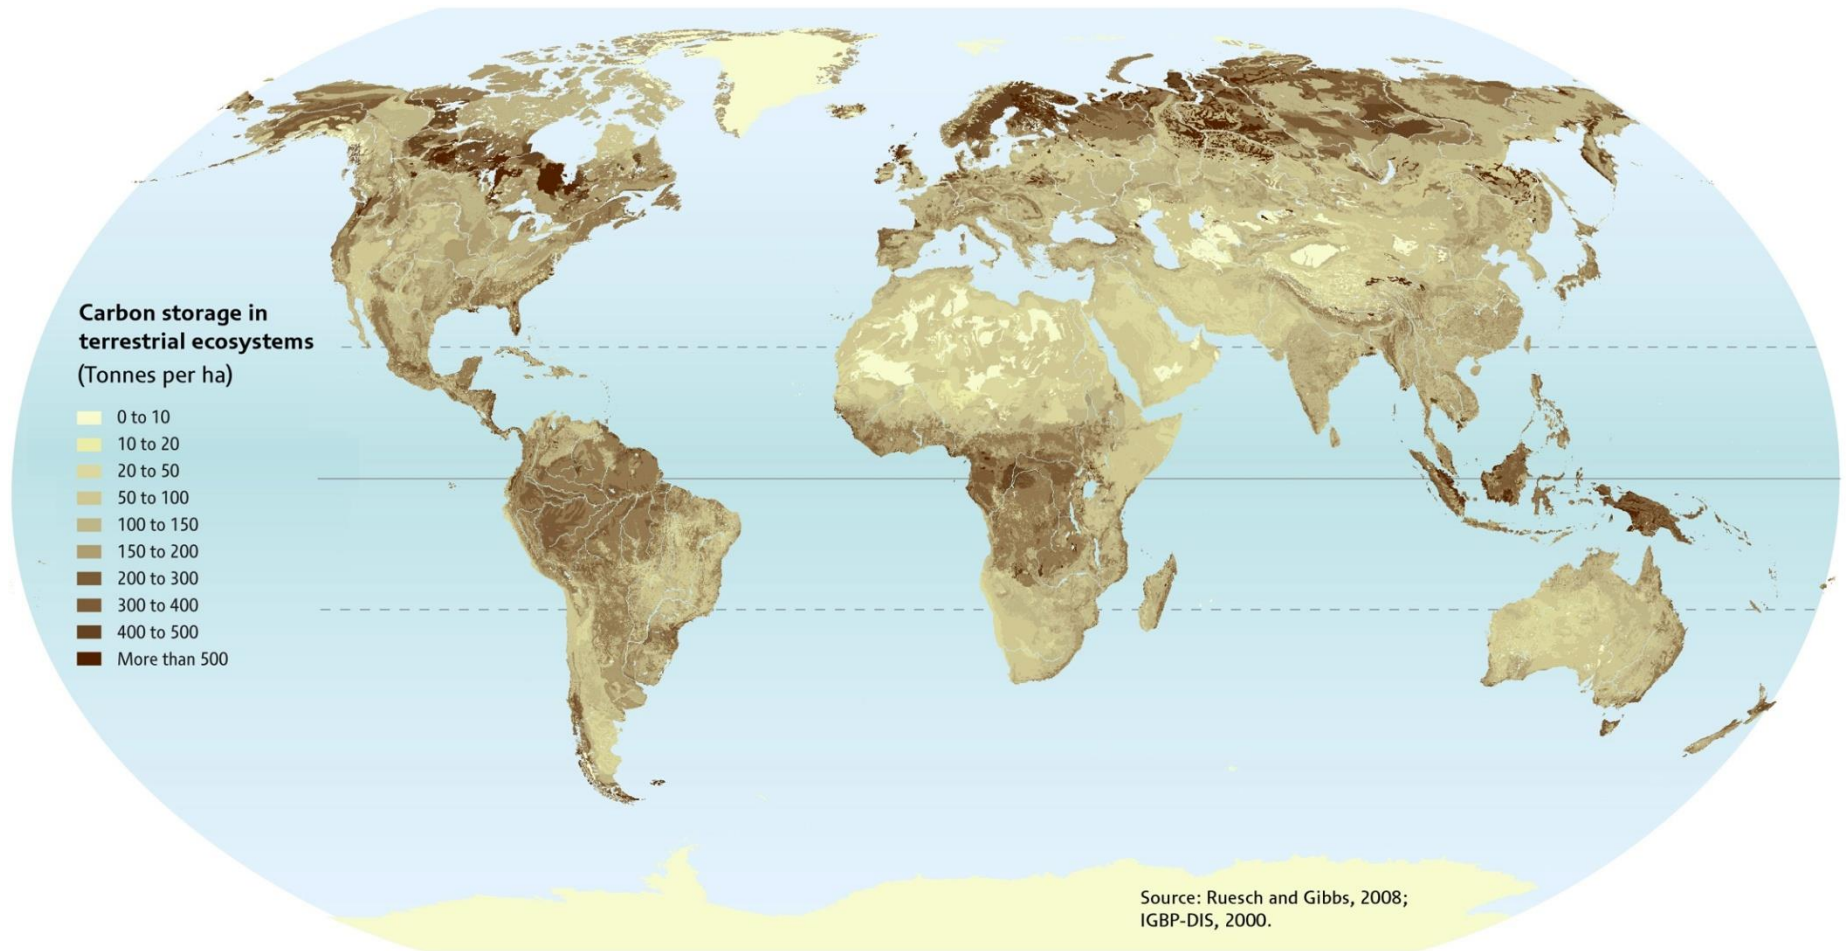 Carbon storage in
terrestrial ecosystems
(Tonnes per ha)
0 to 10
10 to 20
20 to 50
50 to 100
100 to 150
150 to 200
200 to 300
300 to 400
400 to 500
More than 500
Source: Ruesch and Gibbs, 2008;
IGBP-DIS, 2000.